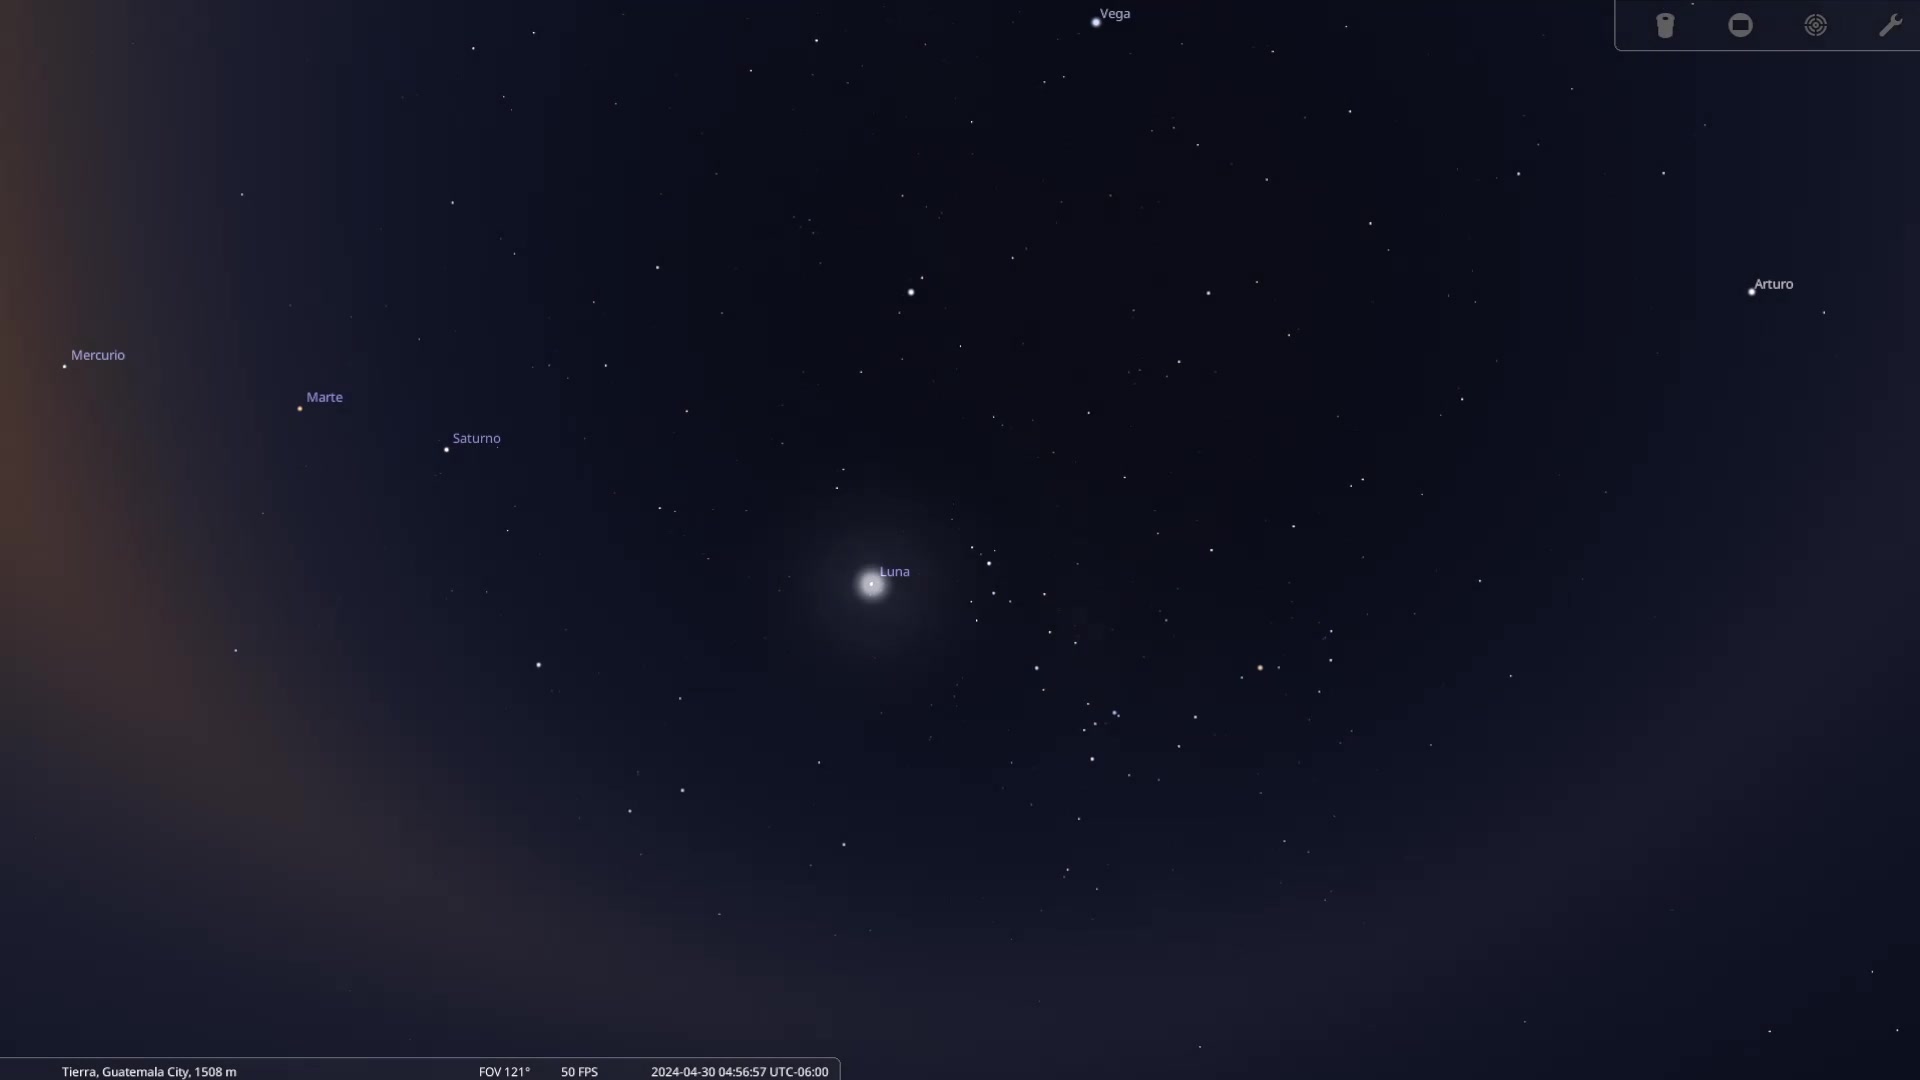 Vega
Arturo
Mercurio
Marte
Saturno
Luna
Tierra, Guatemala City, 1508 m
FOV 121°
50 FPS
2024-04-30 04:56:57 UTC-06:00